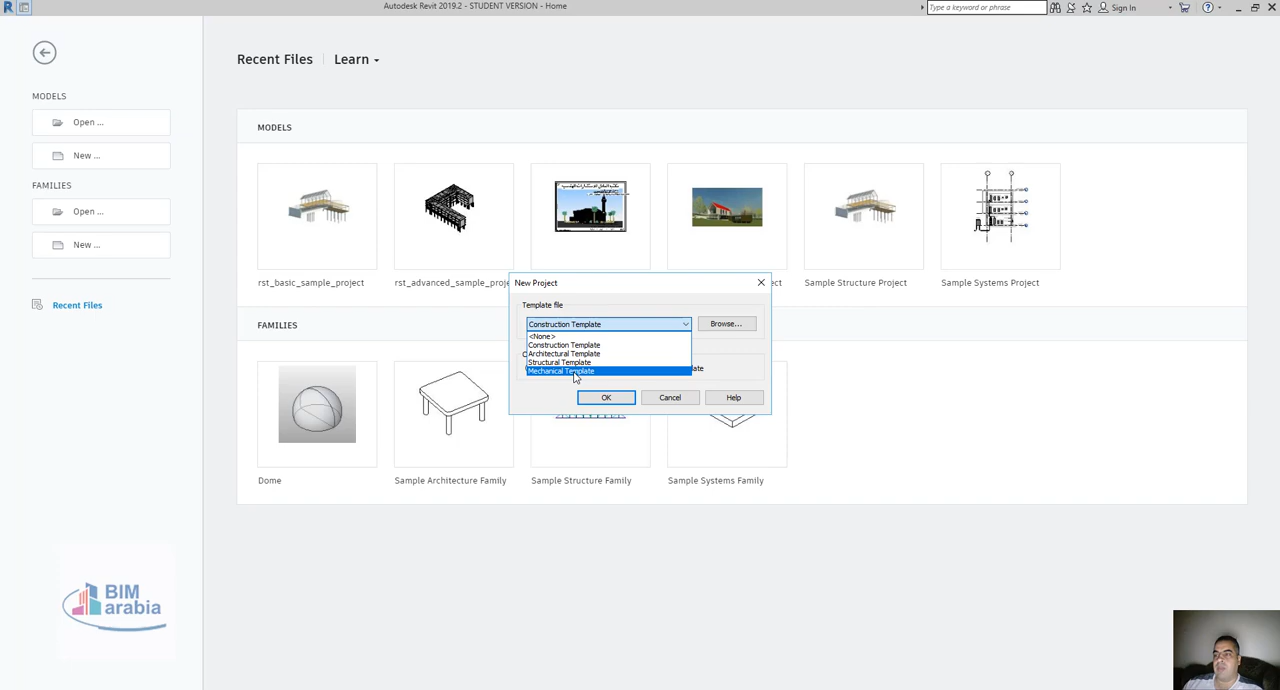 Autodesk Revit 2019.2 - STUDENT VERSION - Home
Type a keyword or phrase
Sign In
Recent Files
Learn
MODELS
Open ...
New ...
FAMILIES
Open ...
New ...
Recent Files
MODELS
rst_basic_sample_project
rst_advanced_sample_proje
ect
Sample Structure Project
Sample Systems Project
New Project
Template file
Construction Template
Browse...
<None>
Construction Template
Architectural Template
Structural Template
Mechanical Template
late
OK
Cancel
Help
FAMILIES
Dome
Sample Architecture Family
Sample Structure Family
Sample Systems Family
BIM
arabia